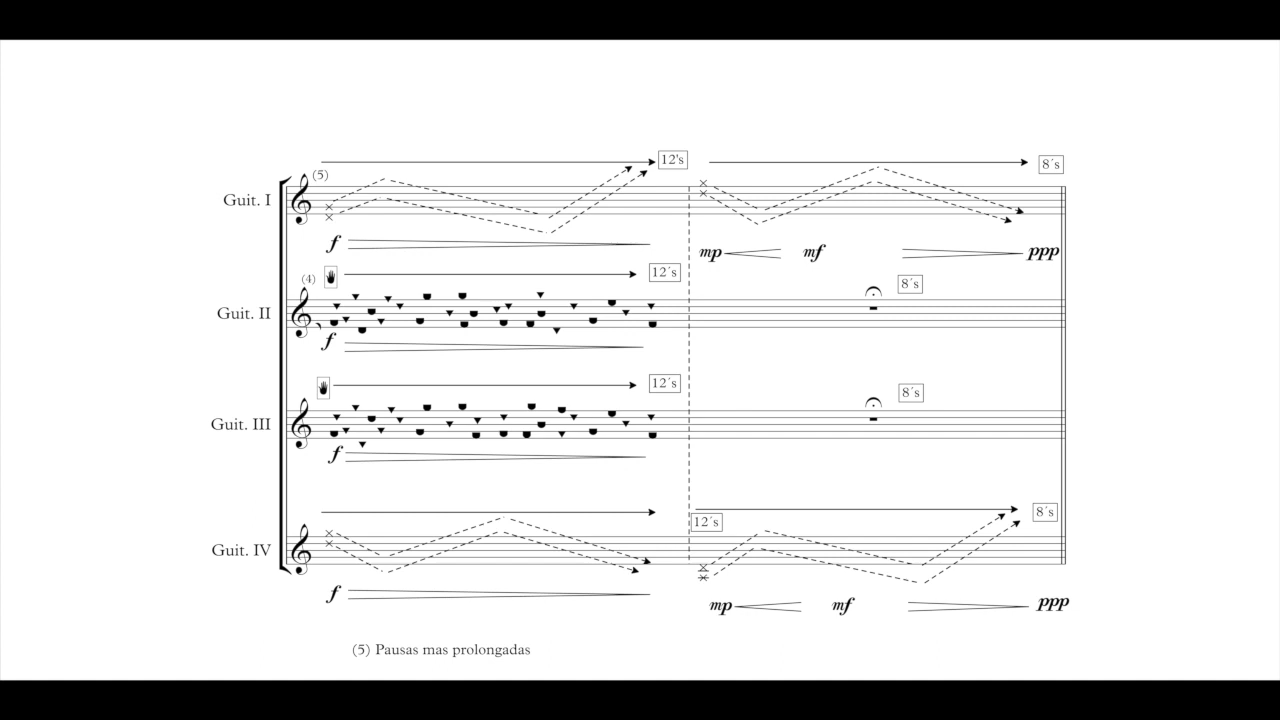 12's
8´s
(5)
Guit. I
f
mp
mf
ppp
12´s
8´s
(4)
Guit. II
f
12´s
8´s
Guit. III
f
12´s
8´s
Guit. IV
f
mp
mf
ppp
(5) Pausas mas prolongadas